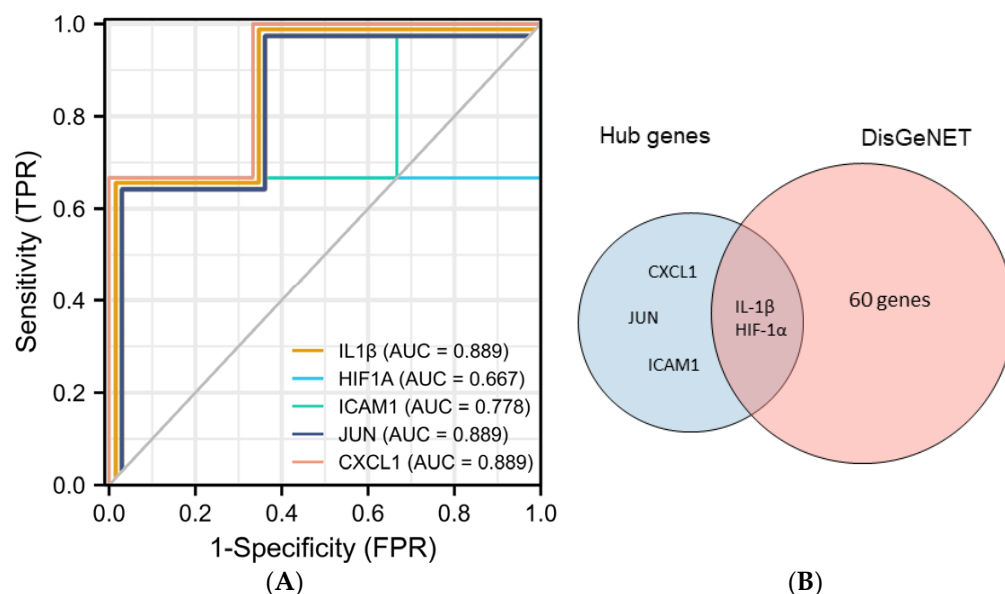 Sensitivity (TPR)
1.0
0.8
0.6
0.4
0.2
0.0
IL1β (AUC = 0.889)
HIF1A (AUC = 0.667)
ICAM1 (AUC = 0.778)
JUN (AUC = 0.889)
CXCL1 (AUC = 0.889)
0.0 0.2 0.4 0.6 0.8 1.0
1-Specificity (FPR)
(A)
Hub genes
DisGeNET
CXCL1
JUN
ICAM1
IL-1β
HIF-1α
60 genes
(B)